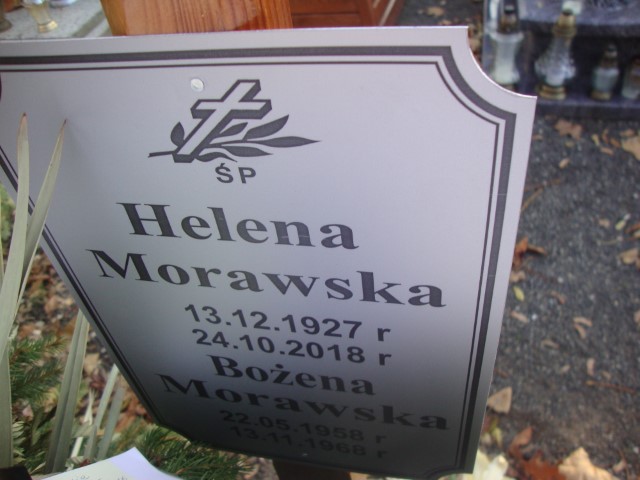 ŚP
Helena
Morawska
13.12.1927 r
24.10.2018 r
Bożena
Morawska
22.05.1958 r
13.11.1968 r